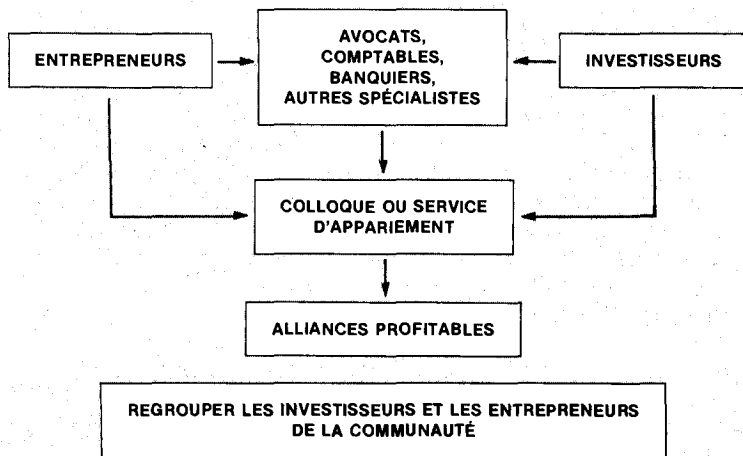 ENTREPRENEURS
AVOCATS,
COMPTABLES,
BANQUIERS,
AUTRES SPÉCIALISTES
INVESTISSEURS
COLLOQUE OU SERVICE
D'APPARIEMENT
ALLIANCES PROFITABLES
REGROUPER LES INVESTISSEURS ET LES ENTREPRENEURS
DE LA COMMUNAUTÉ